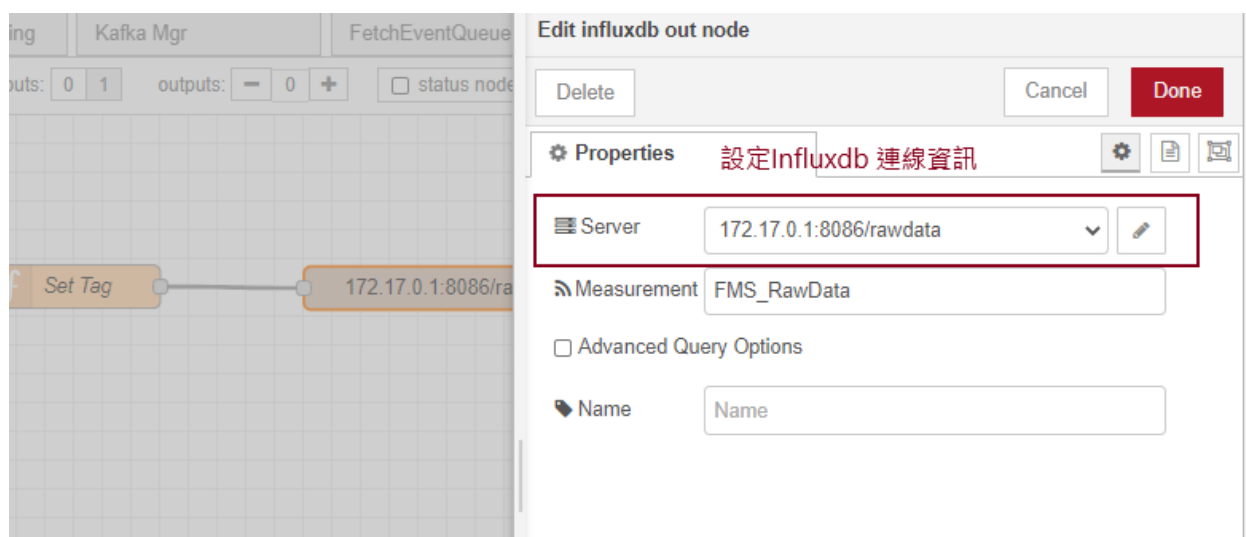 ing
Kafka Mgr
FetchEventQueue
Edit influxdb out node
outs: 0 1
outputs: 0
status node
Delete
Cancel
Done
Properties
設定Influxdb 連線資訊
Server
172.17.0.1:8086/rawdata
Set Tag
172.17.0.1:8086/ra
Measurement
FMS_RawData
Advanced Query Options
Name
Name